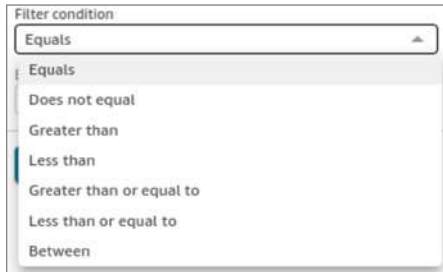 Filter condition
Equals
Equals
Does not equal
Greater than
Less than
Greater than or equal to
Less than or equal to
Between